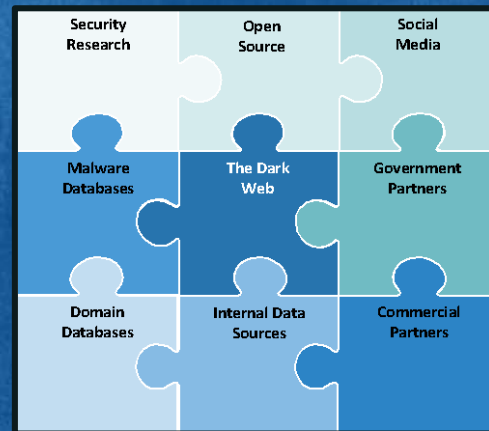 Security
Research
Open
Source
Social
Media
Malware
Databases
The Dark
Web
Government
Partners
Domain
Databases
Internal Data
Sources
Commercial
Partners